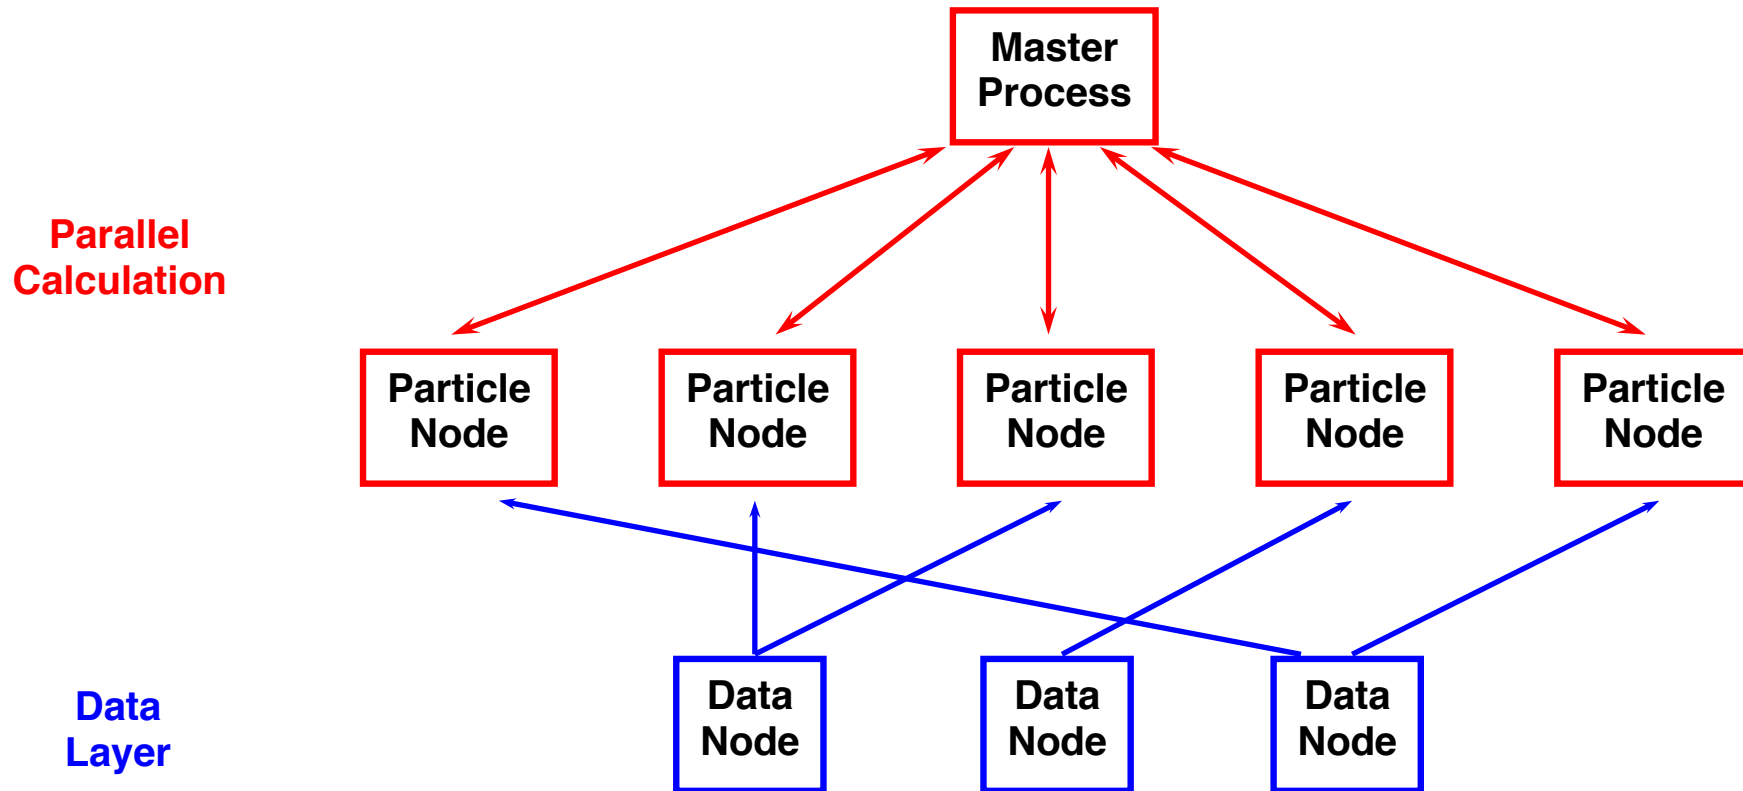 Master
Process
Parallel
Calculation
Particle
Node
Particle
Node
Particle
Node
Particle
Node
Particle
Node
Data
Layer
Data
Node
Data
Node
Data
Node